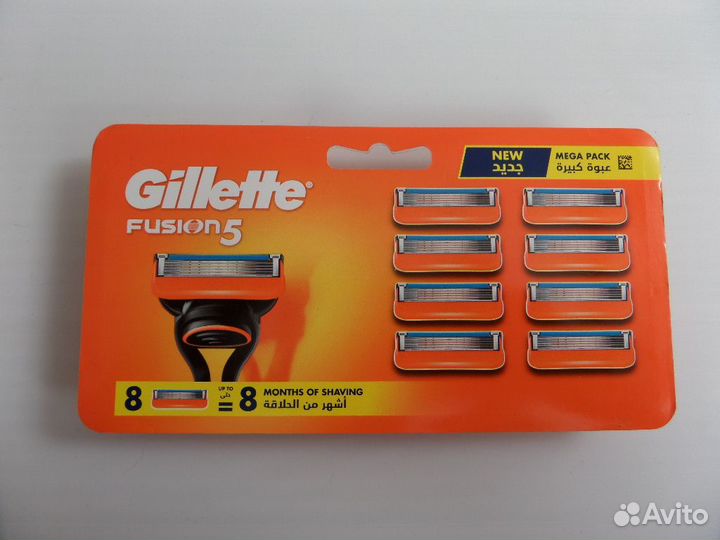 Gillette®
FUSION5
NEW
جديد
MEGA PACK
عبوة كبيرة
8
UP TO
حتى
=
8
MONTHS OF SHAVING
أشهر من الحلاقة
Avito